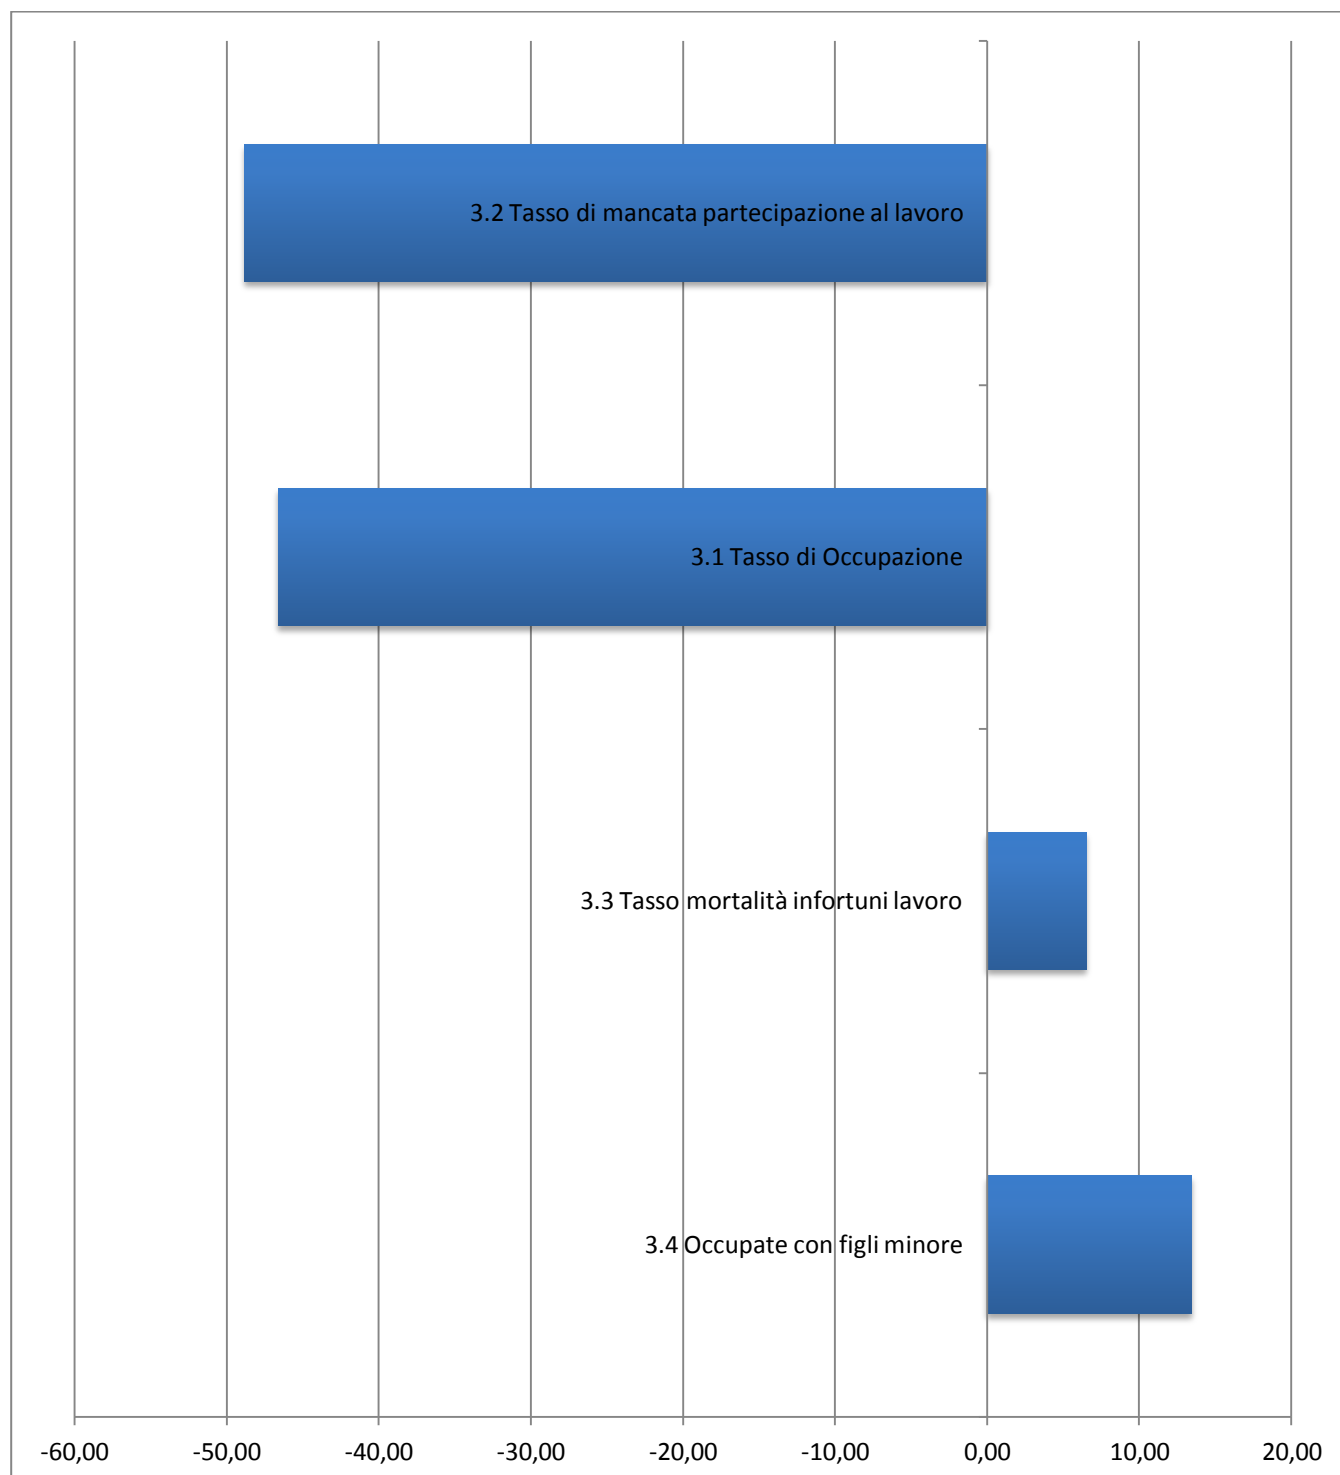 3.2 Tasso di mancata partecipazione al lavoro
3.1 Tasso di Occupazione
3.3 Tasso mortalità infortuni lavoro
3.4 Occupate con figli minore
-60,00 -50,00 -40,00 -30,00 -20,00 -10,00 0,00 10,00 20,00